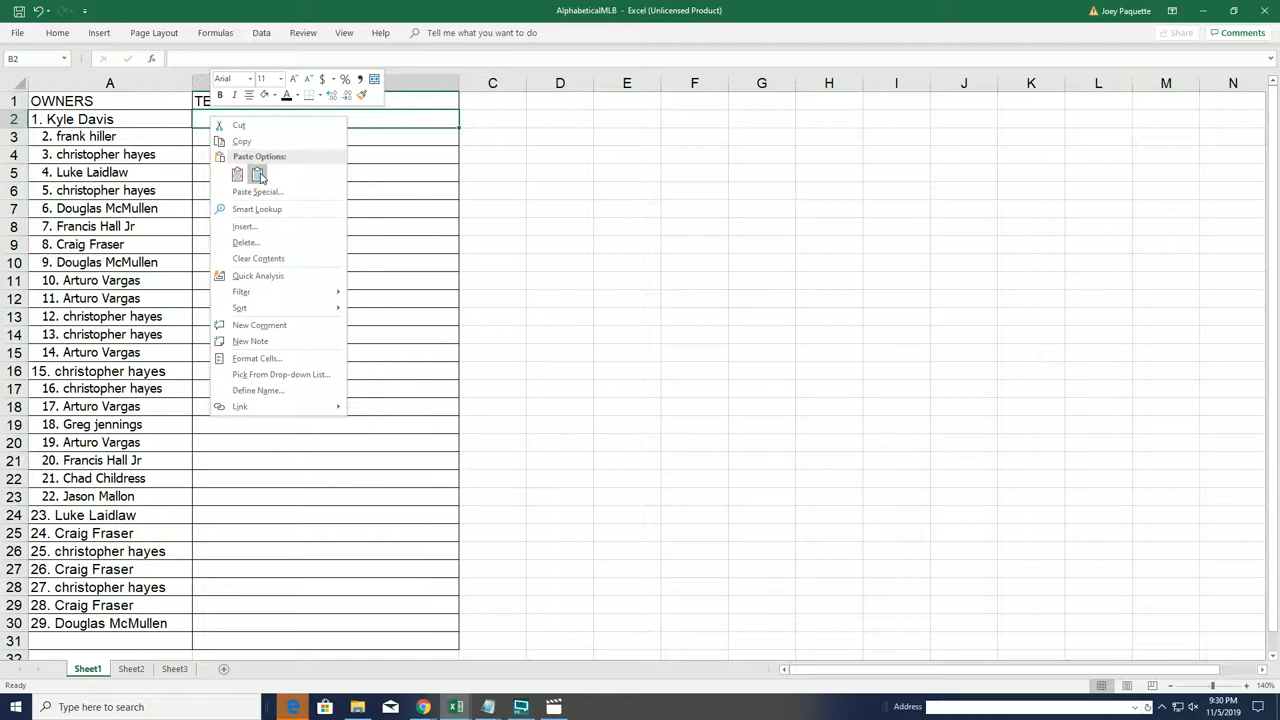 AlphabeticalMLB - Excel (Unlicensed Product)
Joey Paquette
File Home Insert Page Layout Formulas Data Review View Help Tell me what you want to do
Share Comments
B2
fx
Arial 11 $ %
B I A
A B C D E F G H I J K L M N
1 OWNERS TE
2 1. Kyle Davis
3 2. frank hiller
4 3. christopher hayes
5 4. Luke Laidlaw
6 5. christopher hayes
7 6. Douglas McMullen
8 7. Francis Hall Jr
9 8. Craig Fraser
10 9. Douglas McMullen
11 10. Arturo Vargas
12 11. Arturo Vargas
13 12. christopher hayes
14 13. christopher hayes
15 14. Arturo Vargas
16 15. christopher hayes
17 16. christopher hayes
18 17. Arturo Vargas
19 18. Greg jennings
20 19. Arturo Vargas
21 20. Francis Hall Jr
22 21. Chad Childress
23 22. Jason Mallon
24 23. Luke Laidlaw
25 24. Craig Fraser
26 25. christopher hayes
27 26. Craig Fraser
28 27. christopher hayes
29 28. Craig Fraser
30 29. Douglas McMullen
31
32
Cut
Copy
Paste Options:
Paste Special...
Smart Lookup
Insert...
Delete...
Clear Contents
Quick Analysis
Filter
Sort
New Comment
New Note
Format Cells...
Pick From Drop-down List...
Define Name...
Link
Sheet1 Sheet2 Sheet3
Ready
140%
Type here to search
Address
9:30 PM
11/5/2019